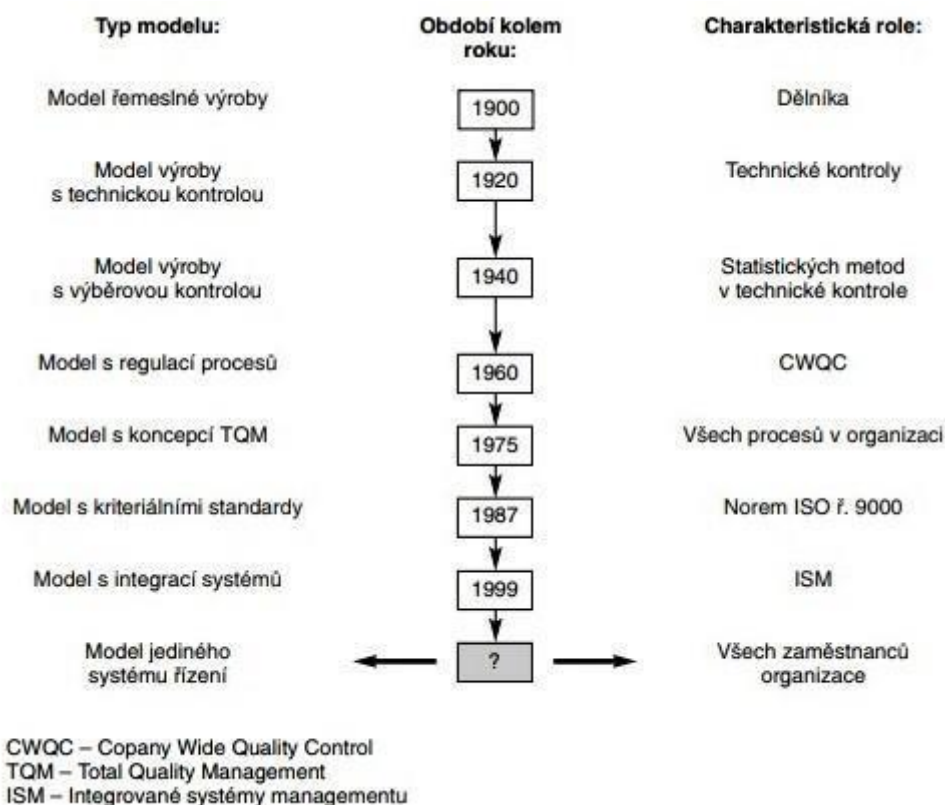 Typ modelu:
Období kolem
roku:
Charakteristická role:
Model řemeslné výroby
1900
Dělníka
Model výroby
s technickou kontrolou
1920
Technické kontroly
Model výroby
s výběrovou kontrolou
1940
Statistických metod
v technické kontrole
Model s regulací procesů
1960
CWQC
Model s koncepcí TQM
1975
Všech procesů v organizaci
Model s kriteriálními standardy
1987
Norem ISO ř. 9000
Model s integrací systémů
1999
ISM
Model jediného
systému řízení
?
Všech zaměstnanců
organizace
CWQC – Copany Wide Quality Control
TQM – Total Quality Management
ISM – Integrované systémy managementu